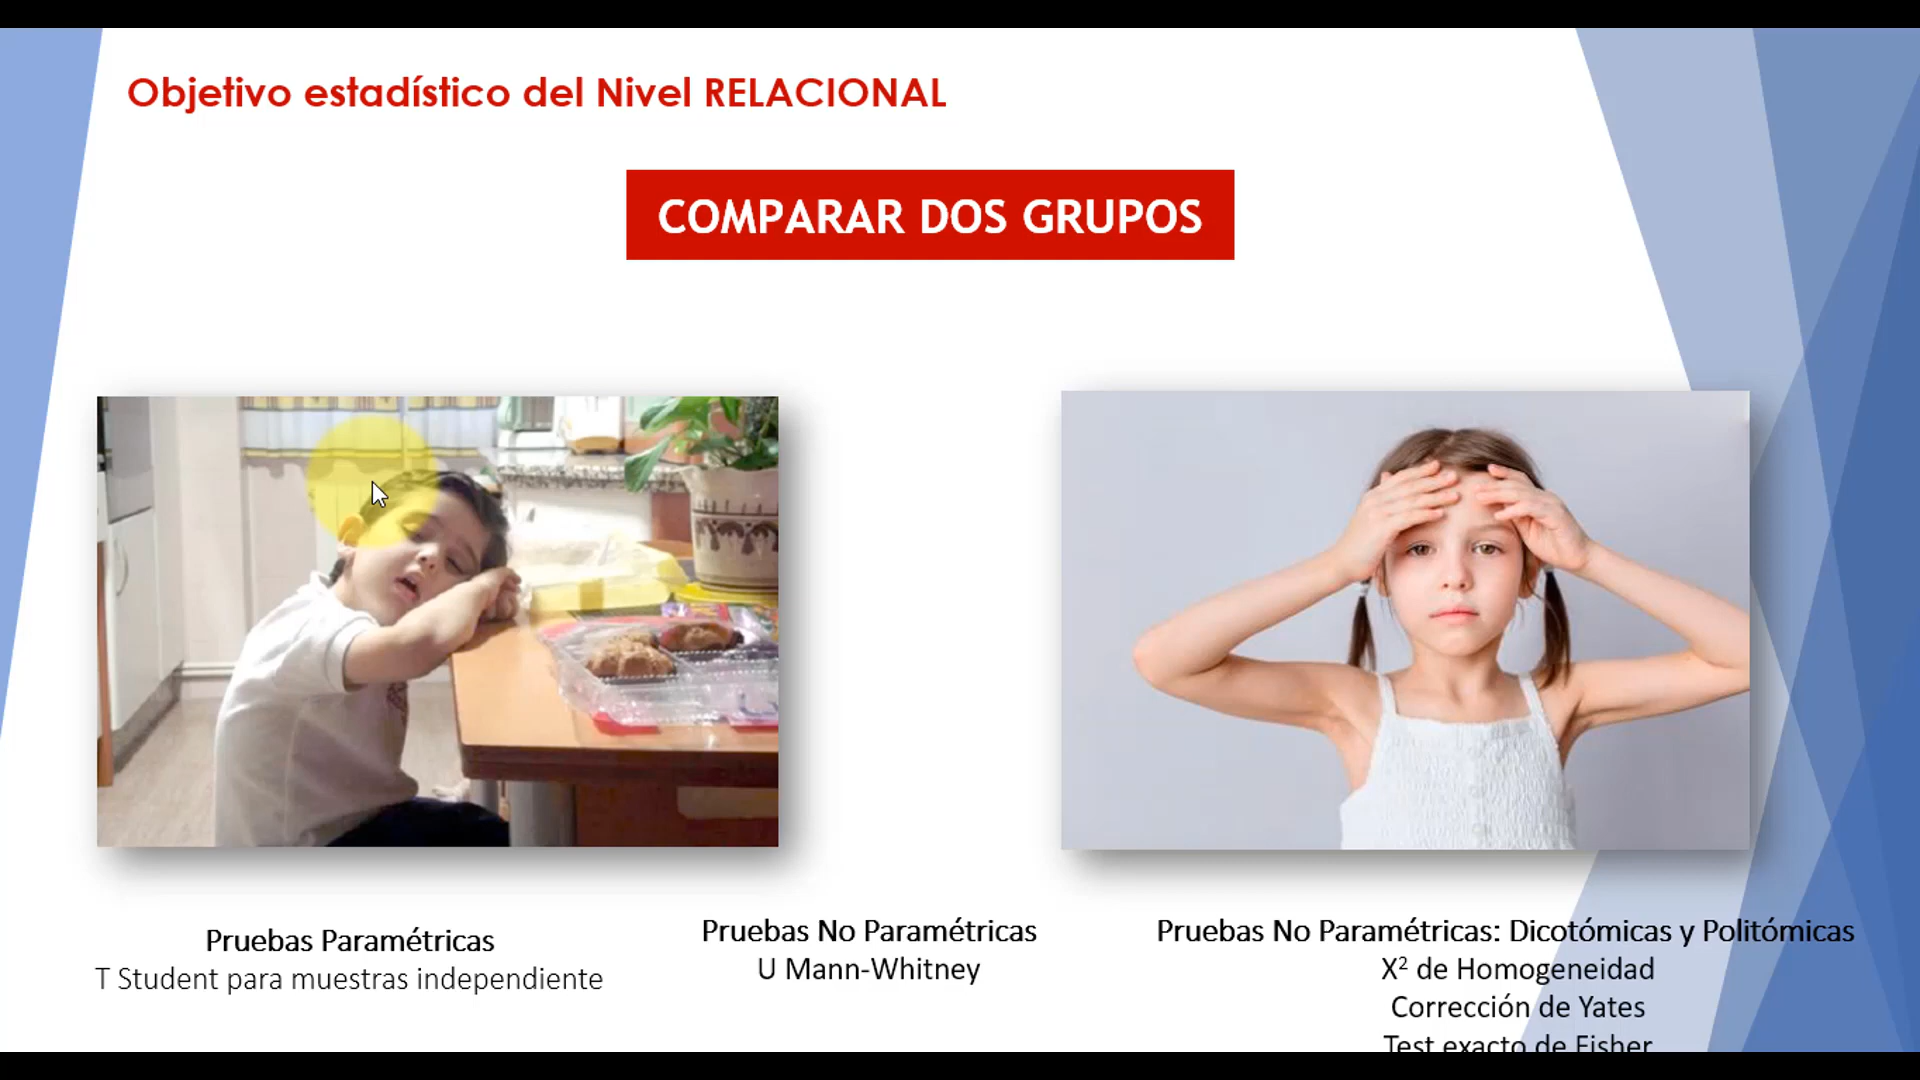 Objetivo estadístico del Nivel RELACIONAL
COMPARAR DOS GRUPOS
Pruebas Paramétricas
T Student para muestras independiente
Pruebas No Paramétricas
U Mann-Whitney
Pruebas No Paramétricas: Dicotómicas y Politómicas
X² de Homogeneidad
Corrección de Yates
Test exacto de Fisher